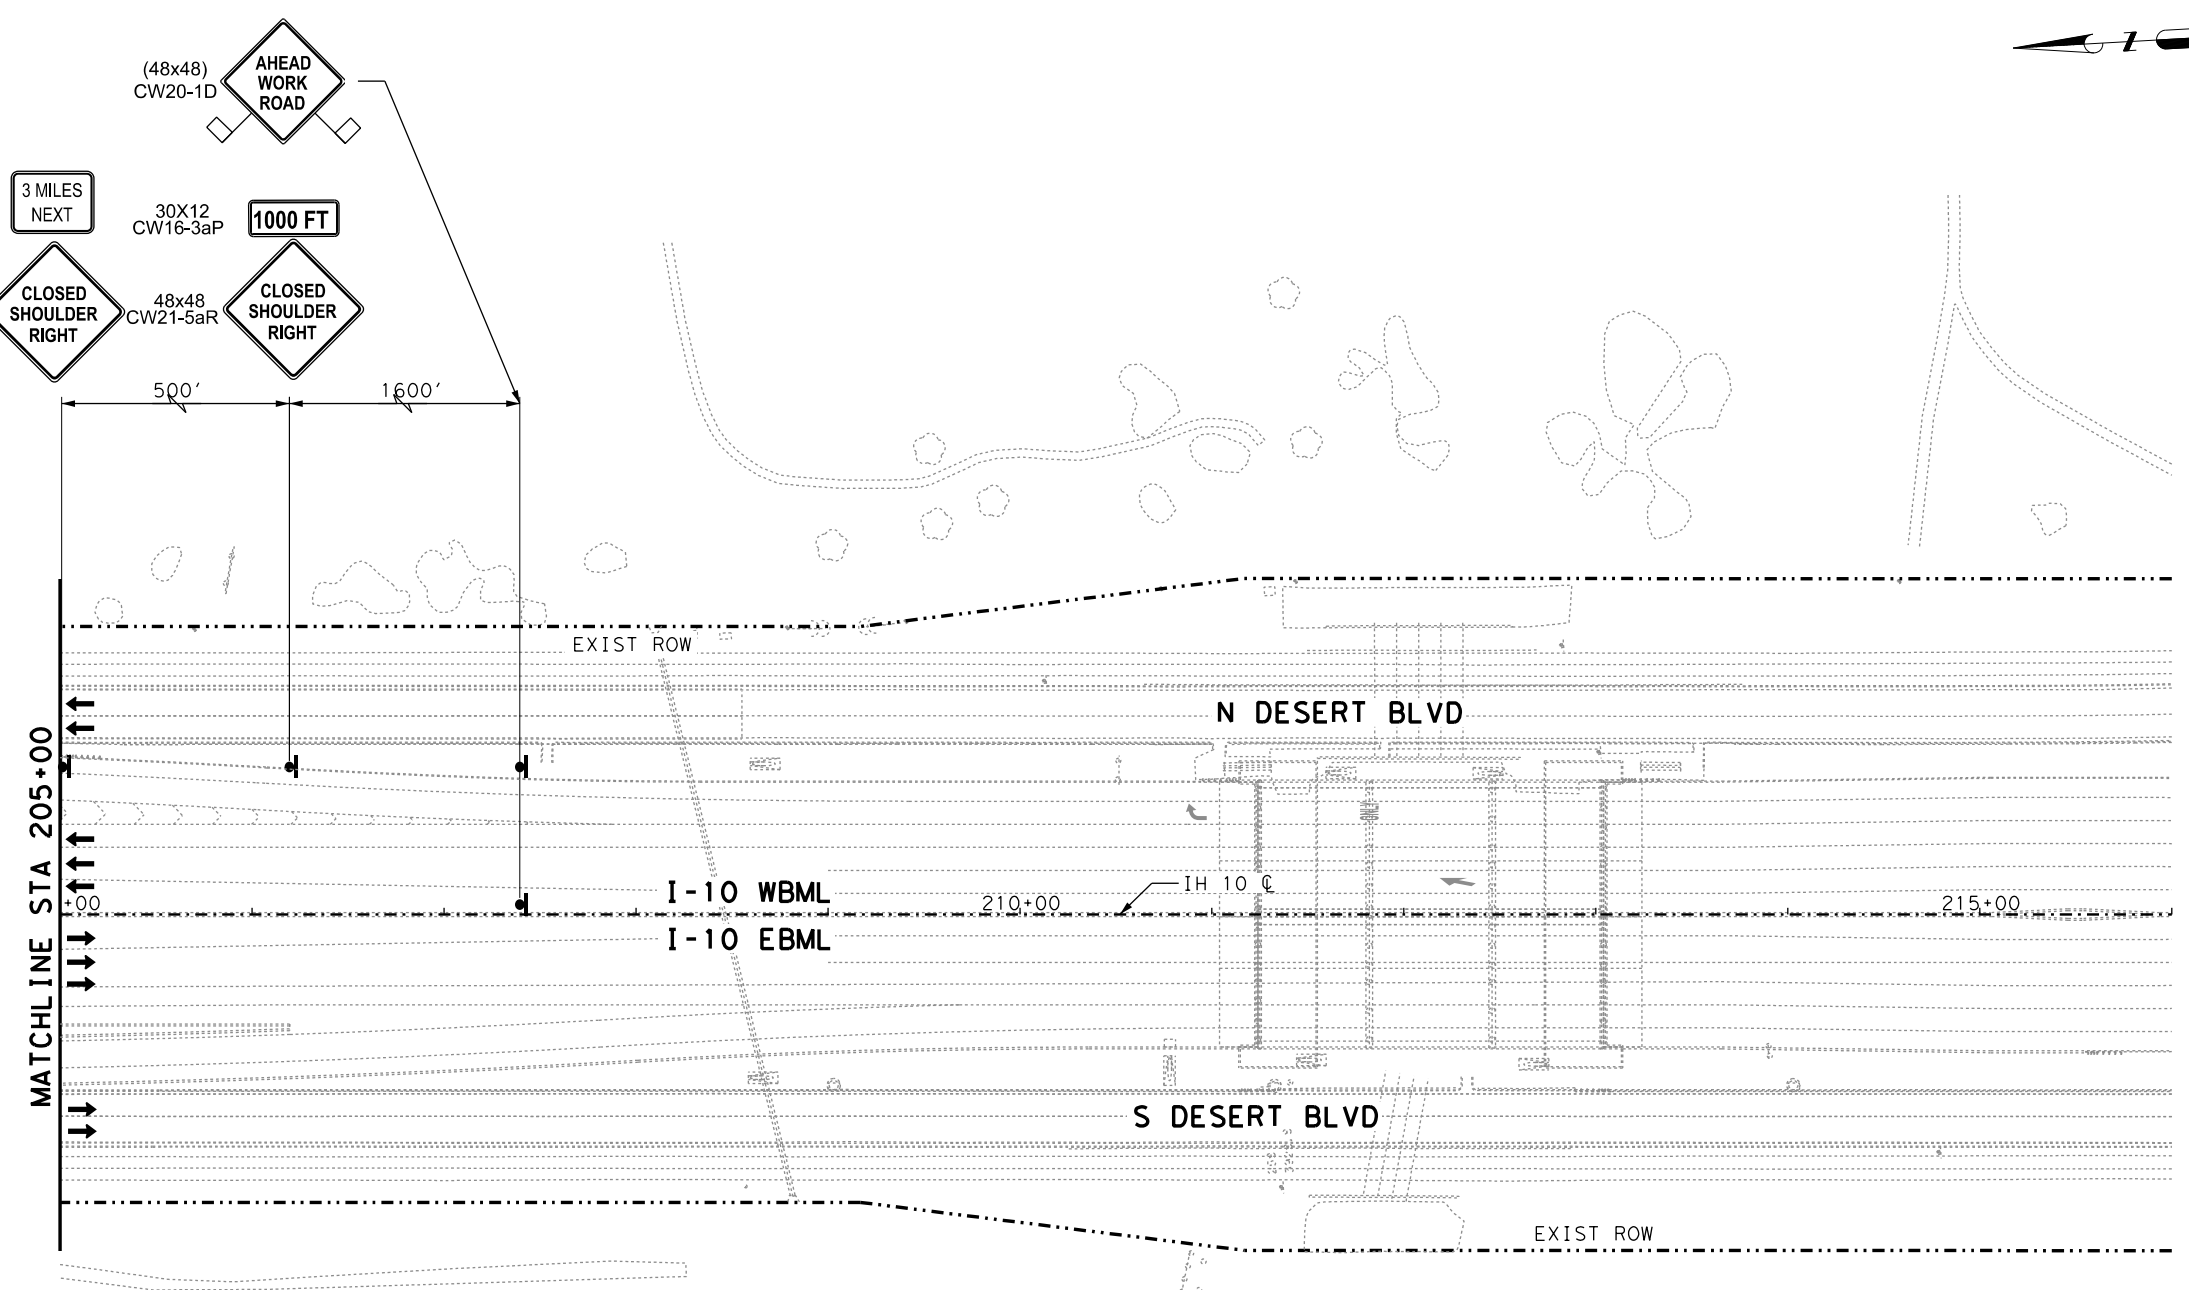 (48x48)
CW20-1D
AHEAD
WORK
ROAD
3 MILES
NEXT
30X12
CW16-3aP
1000 FT
CLOSED
SHOULDER
RIGHT
48x48
CW21-5aR
CLOSED
SHOULDER
RIGHT
500'
1600'
Z
EXIST ROW
N DESERT BLVD
MATCHLINE STA 205+00
+00
I-10 WBML
IH 10 ℄
210+00
215+00
I-10 EBML
S DESERT BLVD
EXIST ROW